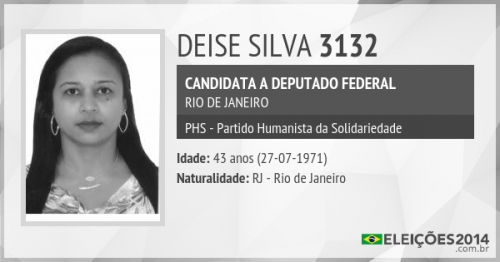 DEISE SILVA 3132
CANDIDATA A DEPUTADO FEDERAL
RIO DE JANEIRO
PHS - Partido Humanista da Solidariedade
Idade: 43 anos (27-07-1971)
Naturalidade: RJ - Rio de Janeiro
ELEIÇÕES2014
.com.br